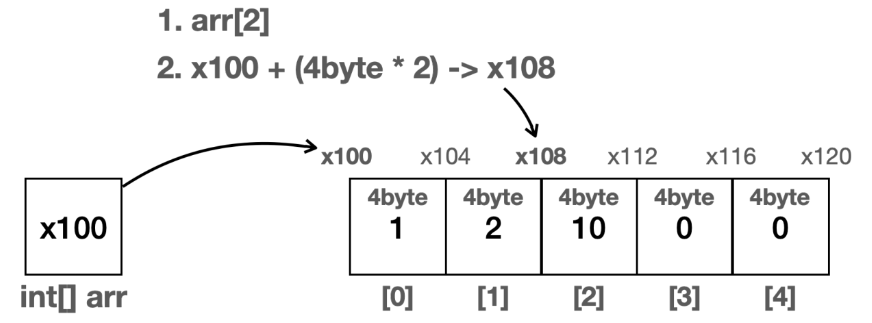 1. arr[2]
2. x100 + (4byte * 2) -> x108
x100 x104 x108 x112 x116 x120
4byte 4byte 4byte 4byte 4byte
x100 1 2 10 0 0
int[] arr [0] [1] [2] [3] [4]